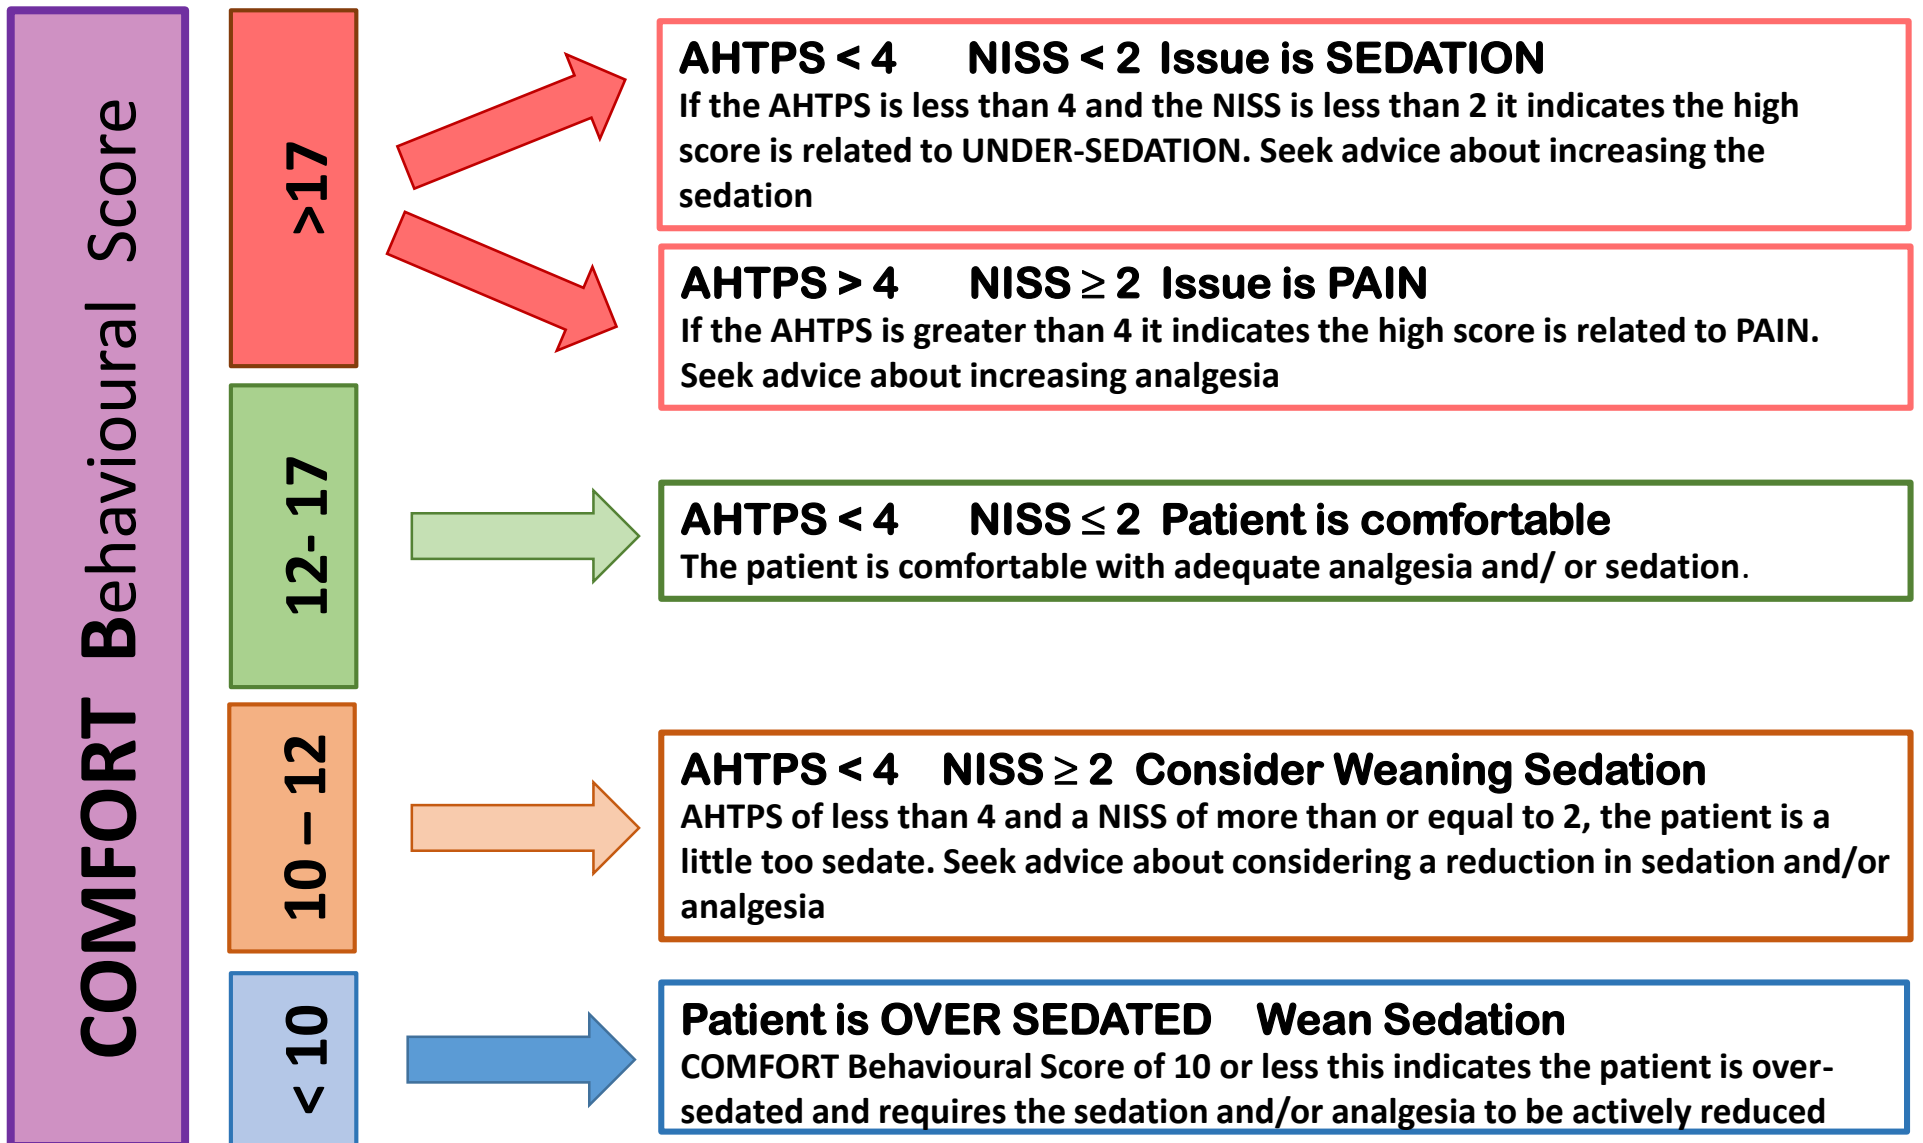 COMFORT Behavioural Score
>17
AHTPS < 4 NISS < 2 Issue is SEDATION
If the AHTPS is less than 4 and the NISS is less than 2 it indicates the high
score is related to UNDER-SEDATION. Seek advice about increasing the
sedation
AHTPS > 4 NISS ≥ 2 Issue is PAIN
If the AHTPS is greater than 4 it indicates the high score is related to PAIN.
Seek advice about increasing analgesia
12- 17
AHTPS < 4 NISS ≤ 2 Patient is comfortable
The patient is comfortable with adequate analgesia and/ or sedation.
10 – 12
AHTPS < 4 NISS ≥ 2 Consider Weaning Sedation
AHTPS of less than 4 and a NISS of more than or equal to 2, the patient is a
little too sedate. Seek advice about considering a reduction in sedation and/or
analgesia
< 10
Patient is OVER SEDATED Wean Sedation
COMFORT Behavioural Score of 10 or less this indicates the patient is over-
sedated and requires the sedation and/or analgesia to be actively reduced